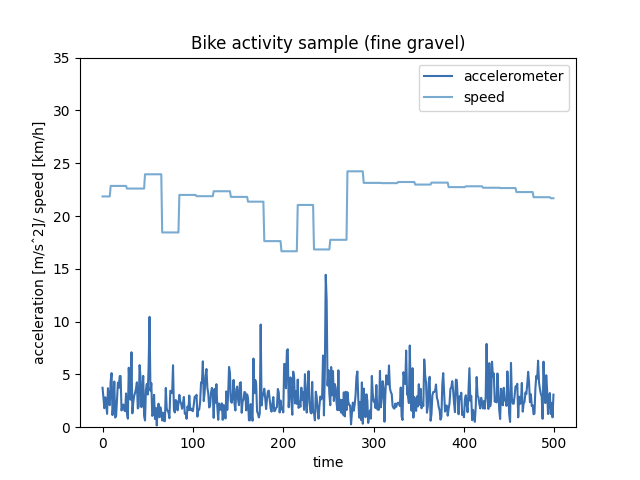 Bike activity sample (fine gravel)
accelerometer
speed
acceleration [m/s^2]/ speed [km/h]
35
30
25
20
15
10
5
0
0 100 200 300 400 500
time